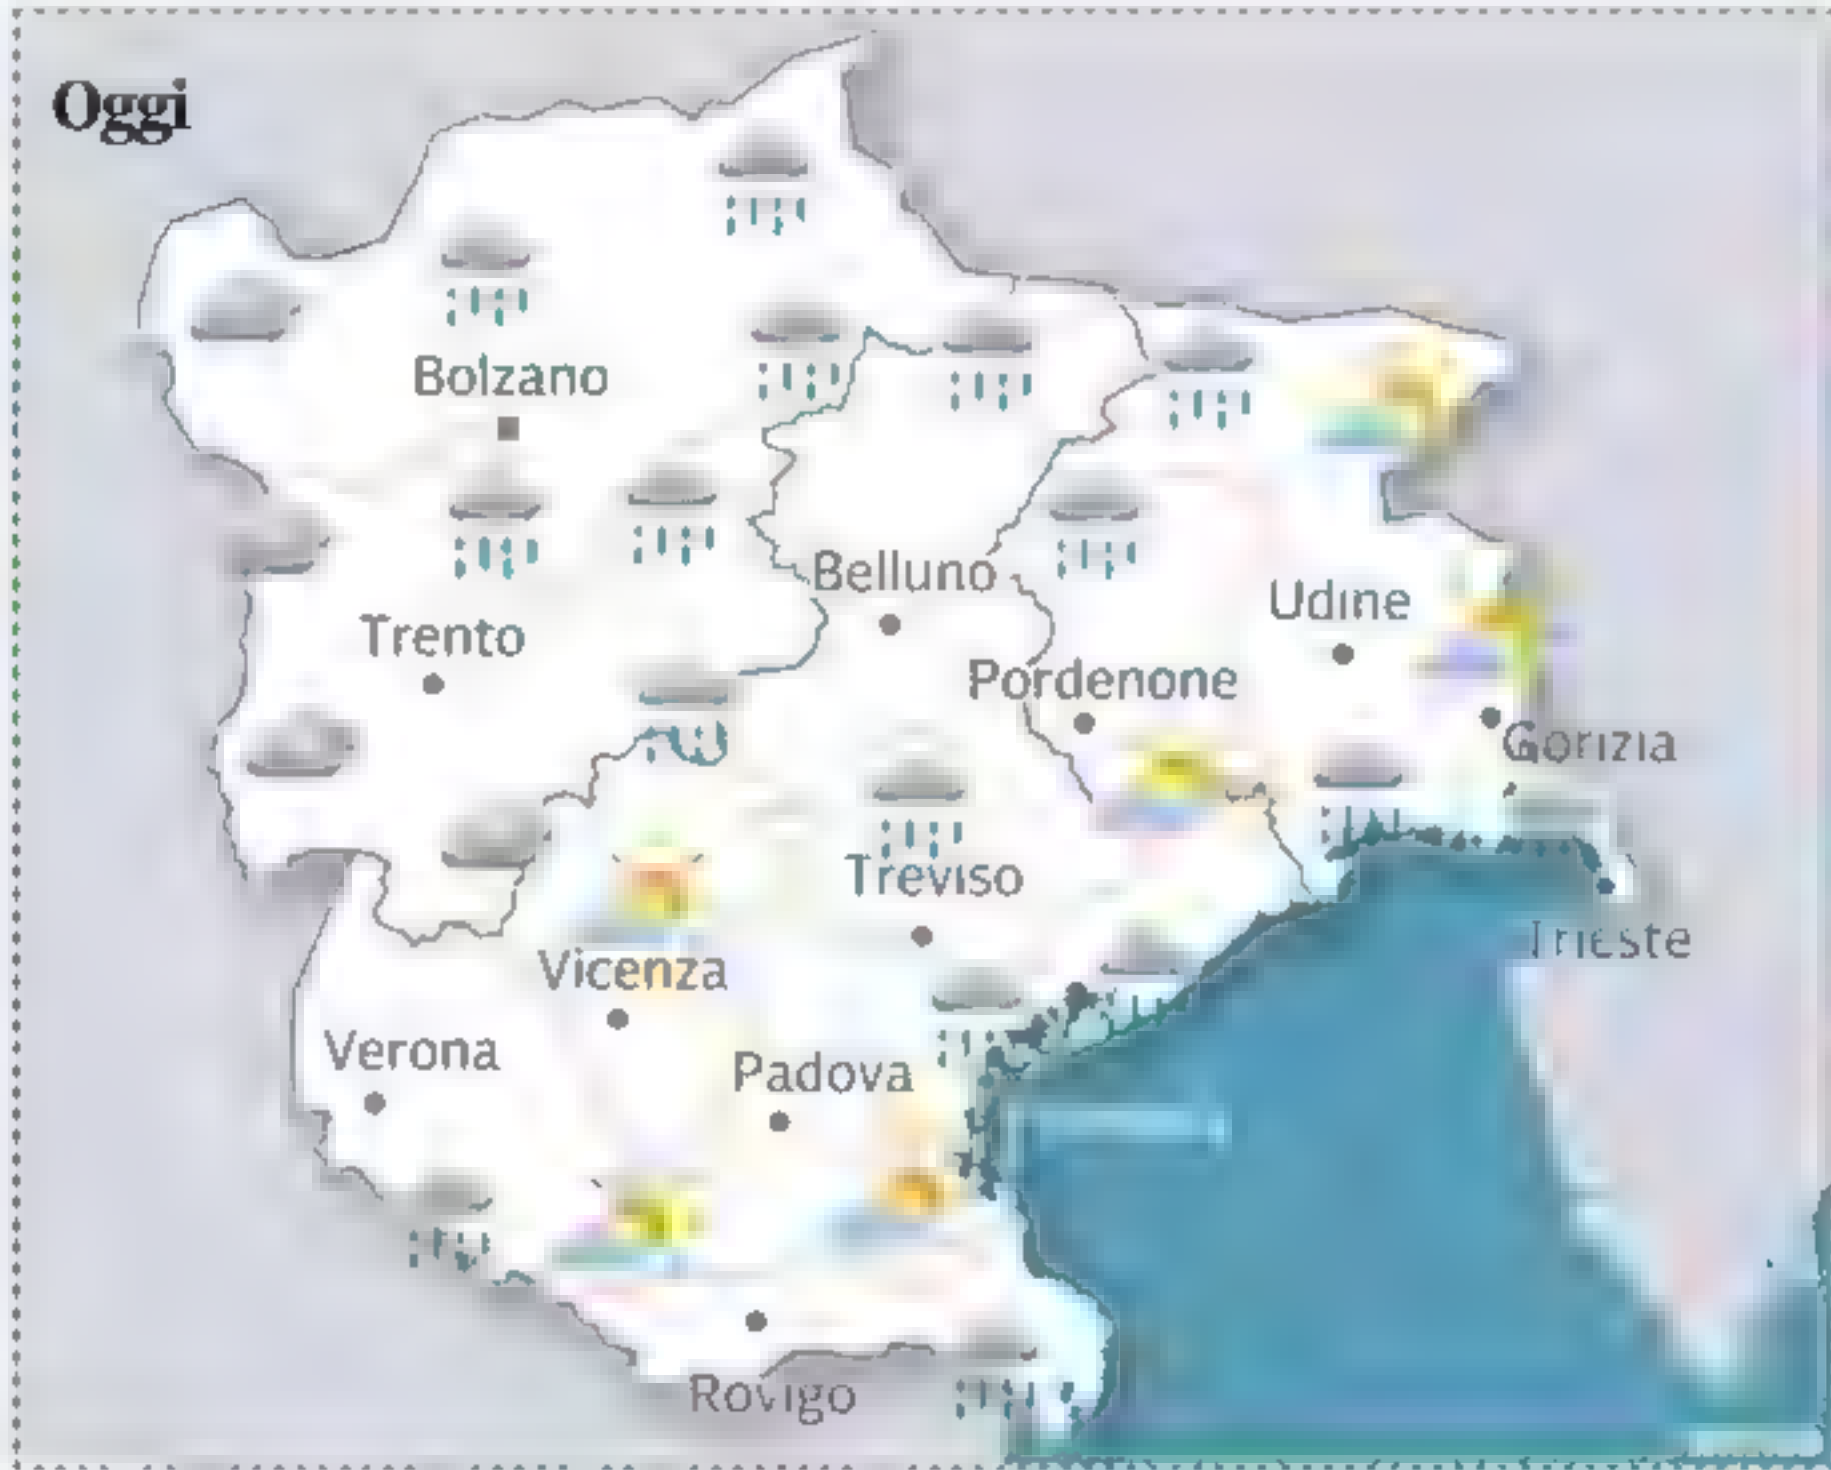 Oggi
Bolzano
Belluno
Udine
Trento
Pordenone
Gorizia
Treviso
Trieste
Vicenza
Verona
Padova
Rovigo